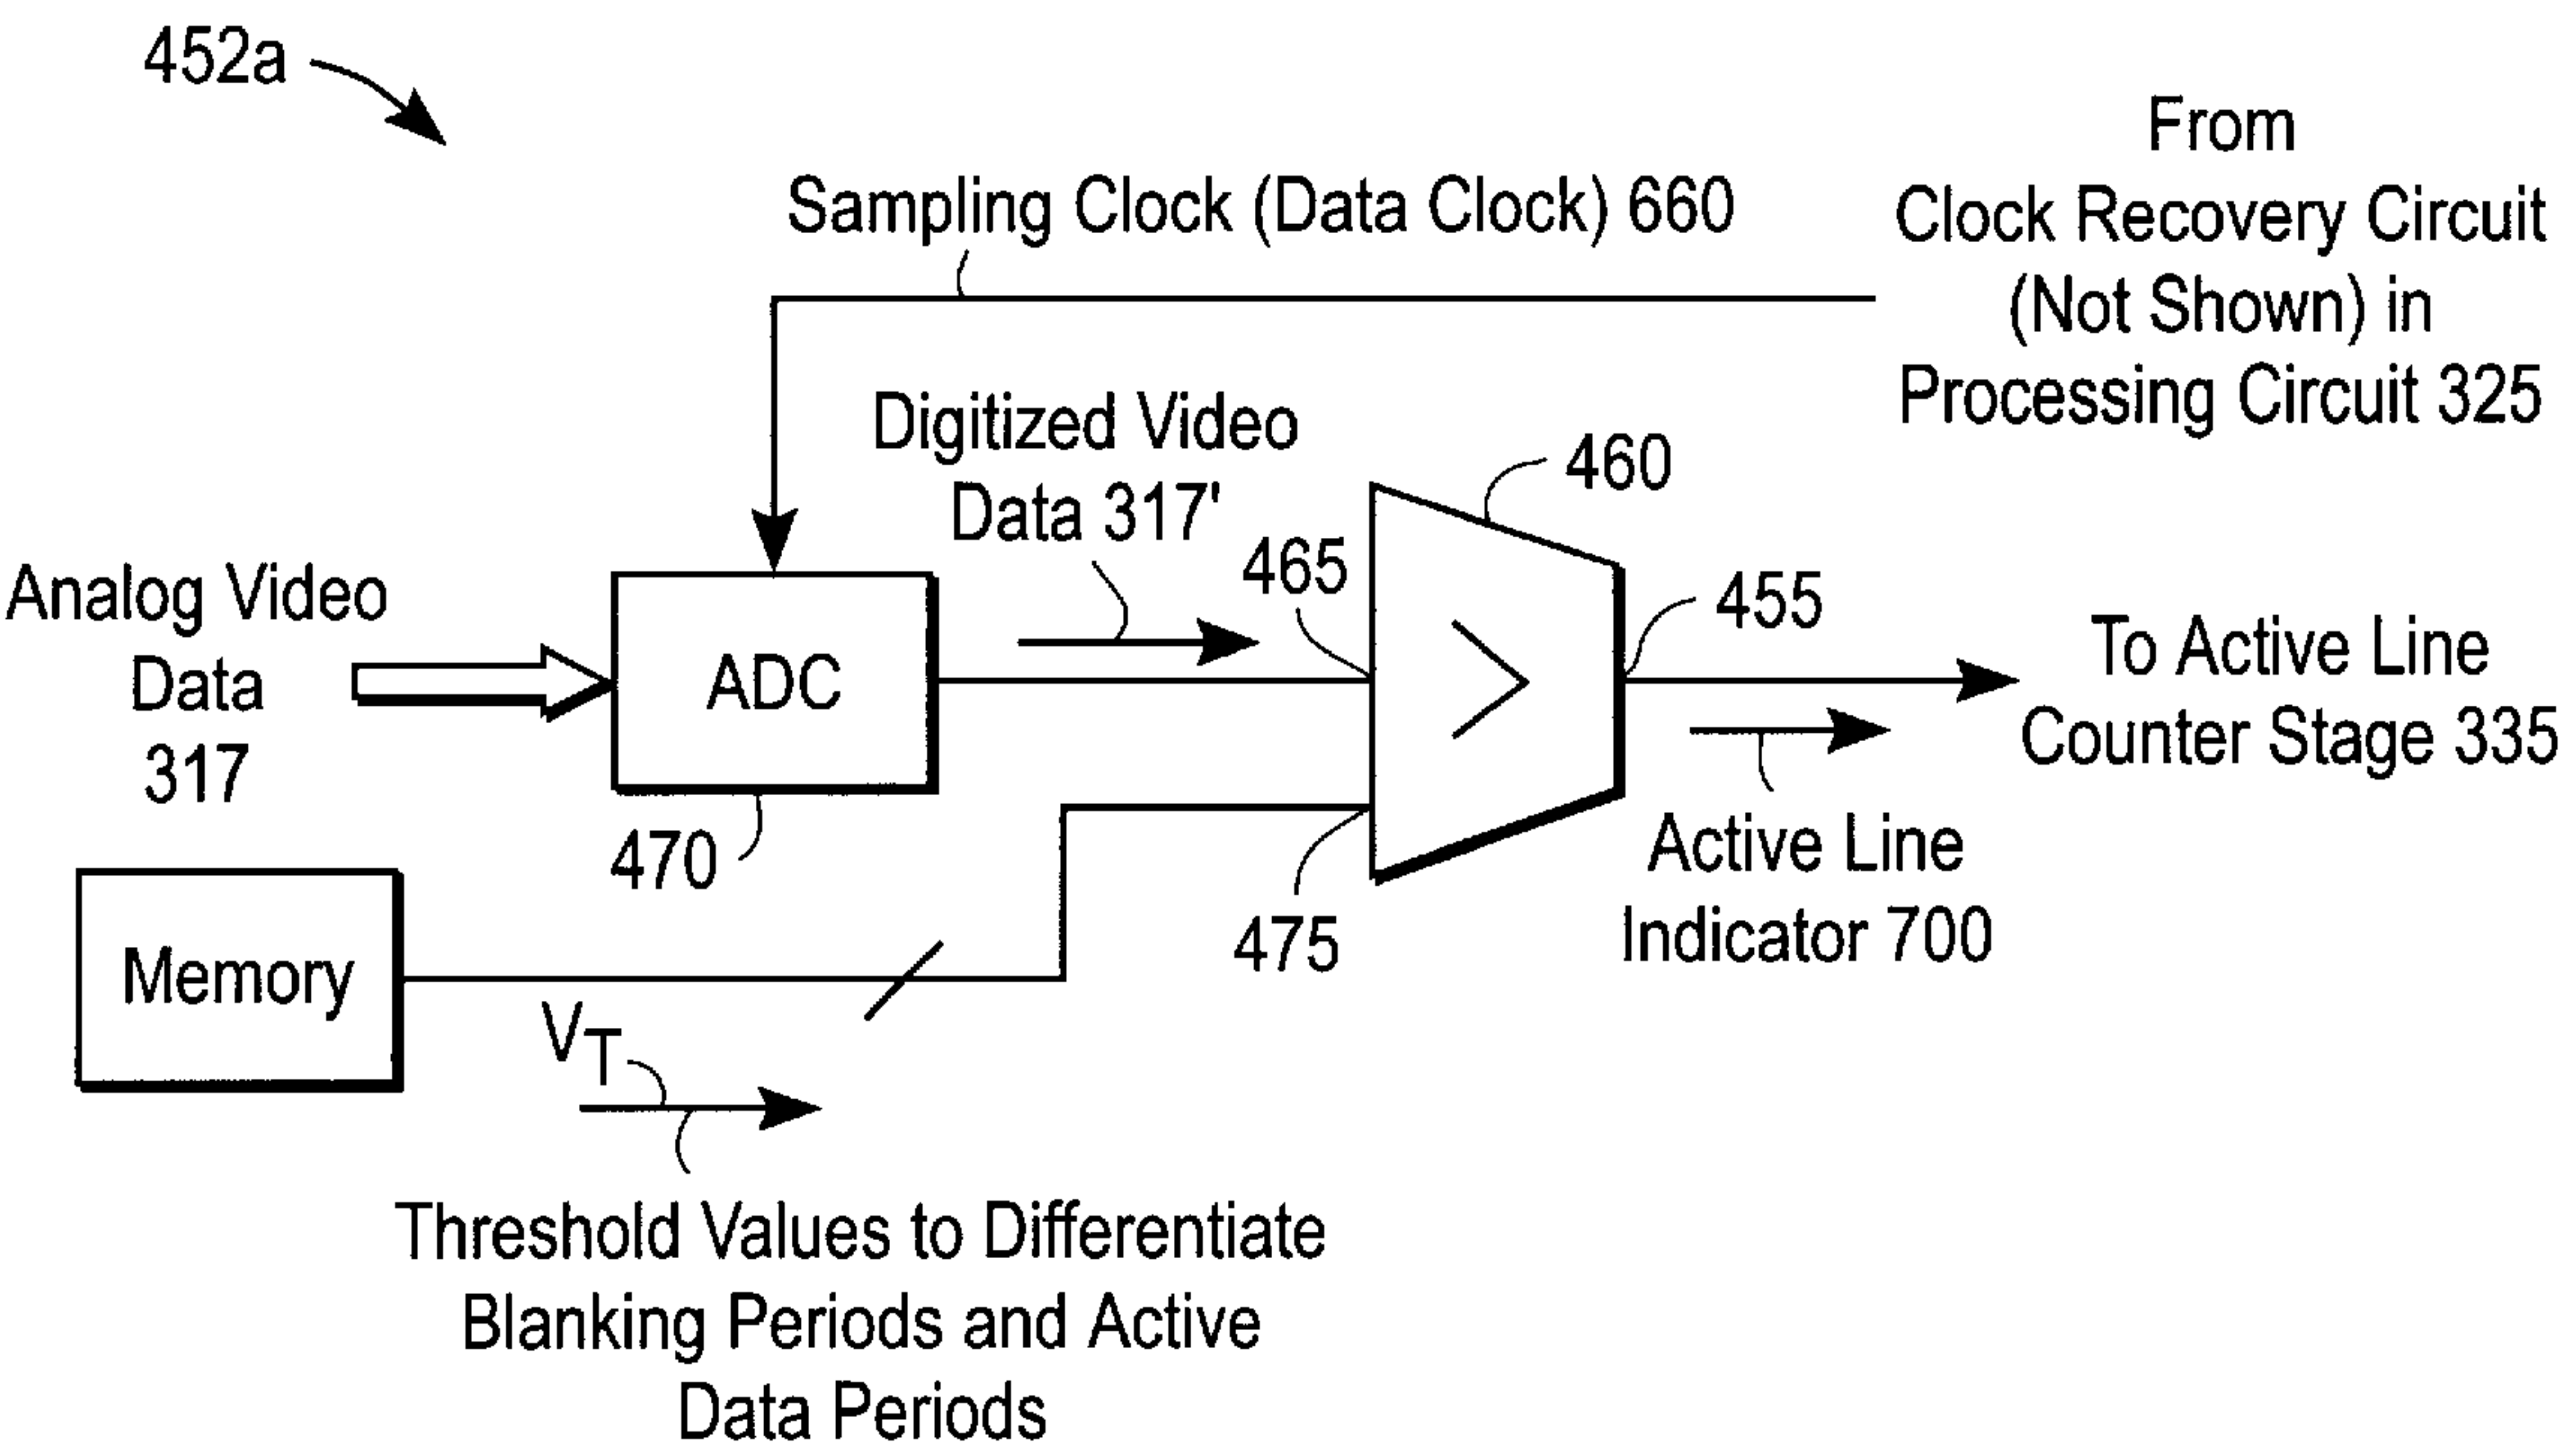 452a
From
Clock Recovery Circuit
(Not Shown) in
Processing Circuit 325
Sampling Clock (Data Clock) 660
Digitized Video
Data 317'
460
465
455
Analog Video
Data
317
ADC
To Active Line
Counter Stage 335
470
475
Active Line
Indicator 700
Memory
VT
Threshold Values to Differentiate
Blanking Periods and Active
Data Periods